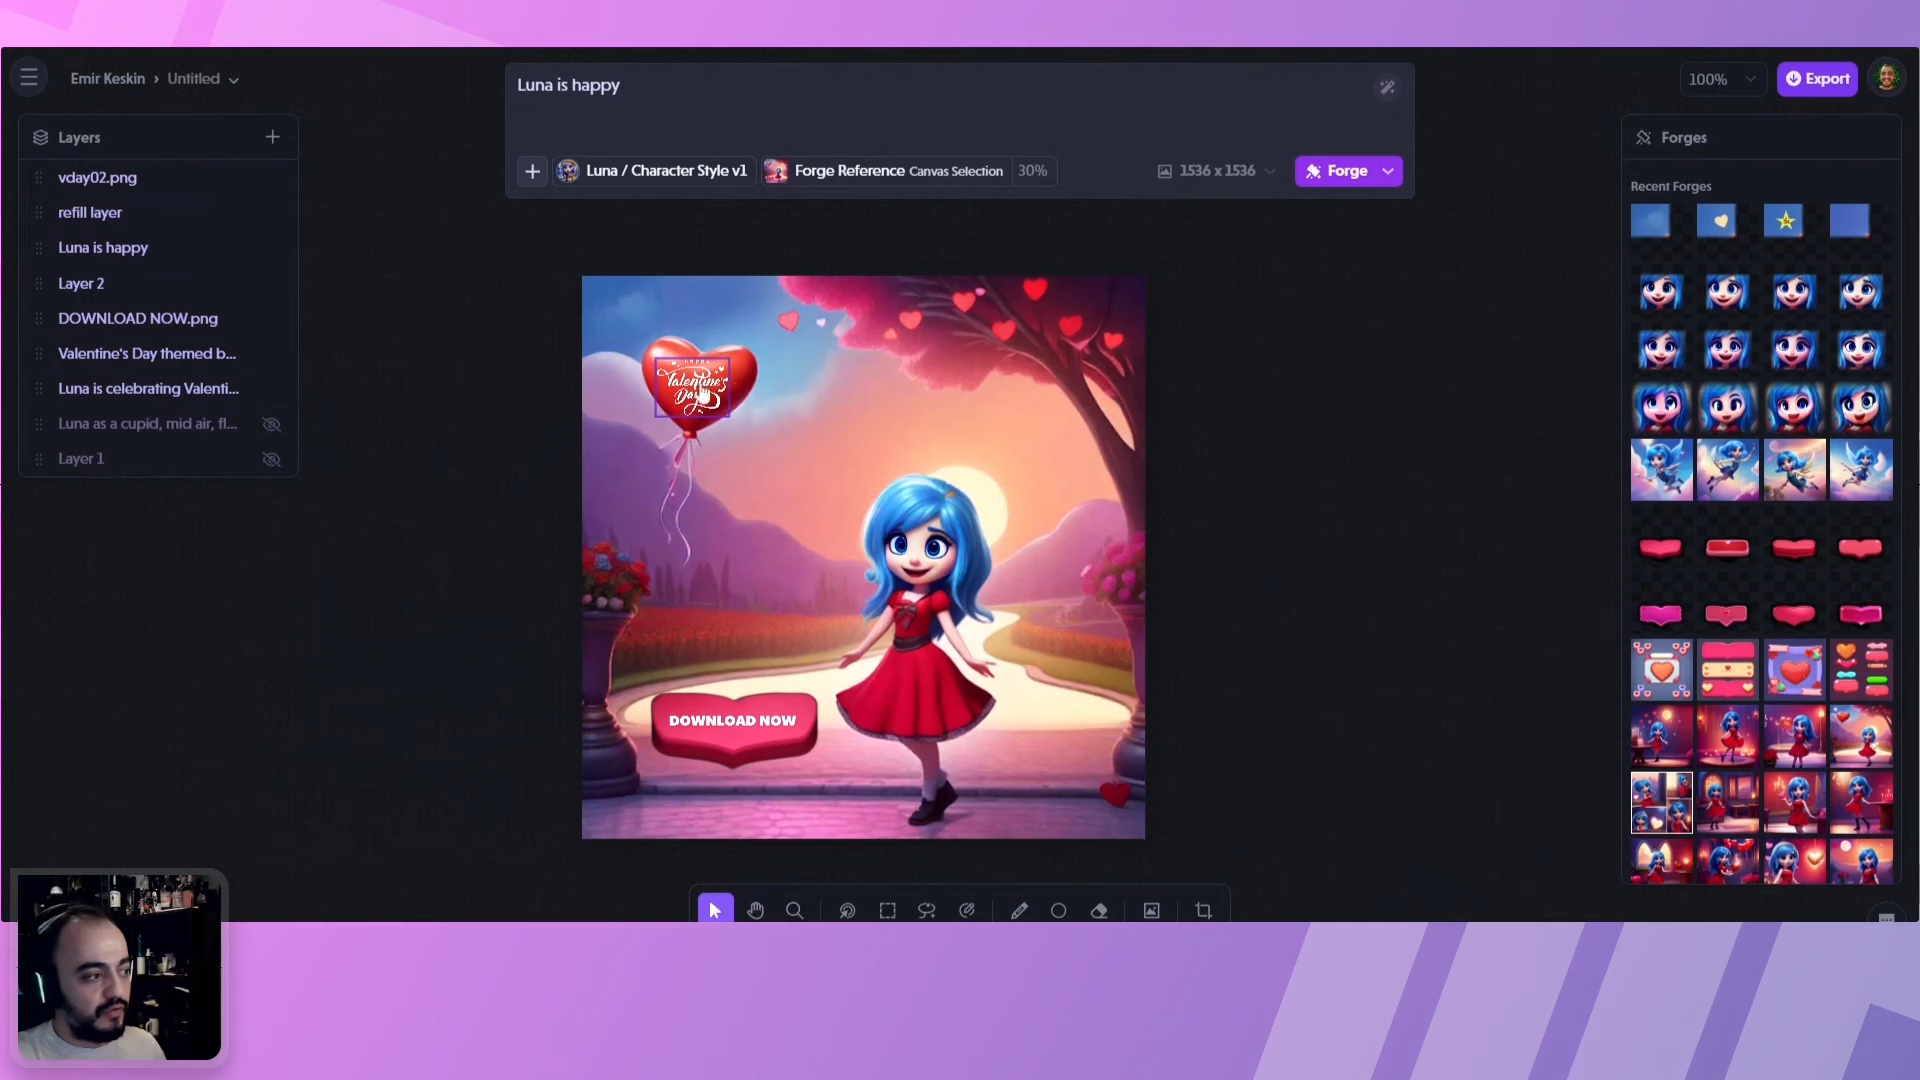 Emir Keskin › Untitled
Luna is happy
100%
Export
Layers
Forges
Luna / Character Style v1
Forge Reference Canvas Selection 30%
1536 x 1536
Forge
Recent Forges
vday02.png
refill layer
Luna is happy
Layer 2
DOWNLOAD NOW.png
Valentine's Day themed b...
Luna is celebrating Valenti...
Luna as a cupid, mid air, fl...
Layer 1
happy
Valentine's
Day
DOWNLOAD NOW